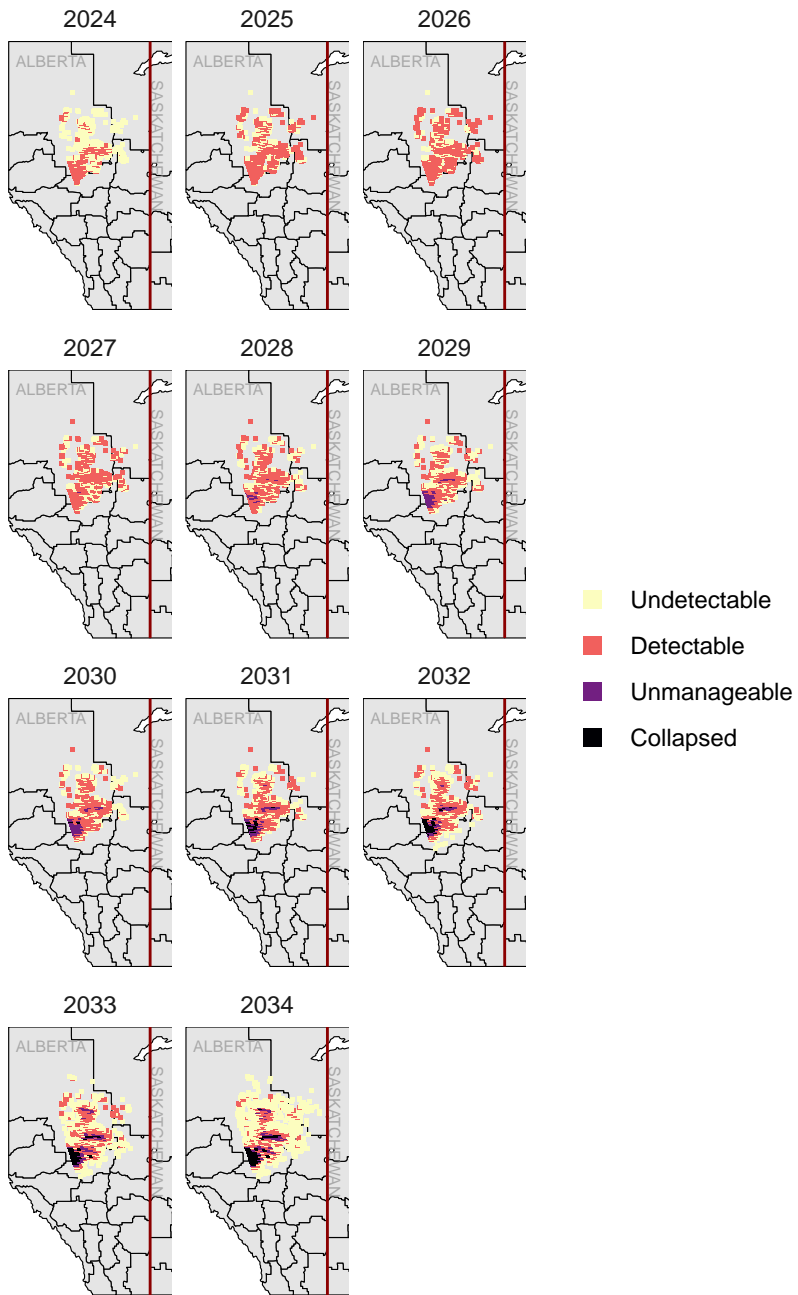 2024
2025
2026
ALBERTA
SASKATCHEWAN
ALBERTA
SASKATCHEWAN
ALBERTA
SASKATCHEWAN
2027
2028
2029
ALBERTA
SASKATCHEWAN
ALBERTA
SASKATCHEWAN
ALBERTA
SASKATCHEWAN
Undetectable
Detectable
Unmanageable
Collapsed
2030
2031
2032
ALBERTA
SASKATCHEWAN
ALBERTA
SASKATCHEWAN
ALBERTA
SASKATCHEWAN
2033
2034
ALBERTA
SASKATCHEWAN
ALBERTA
SASKATCHEWAN